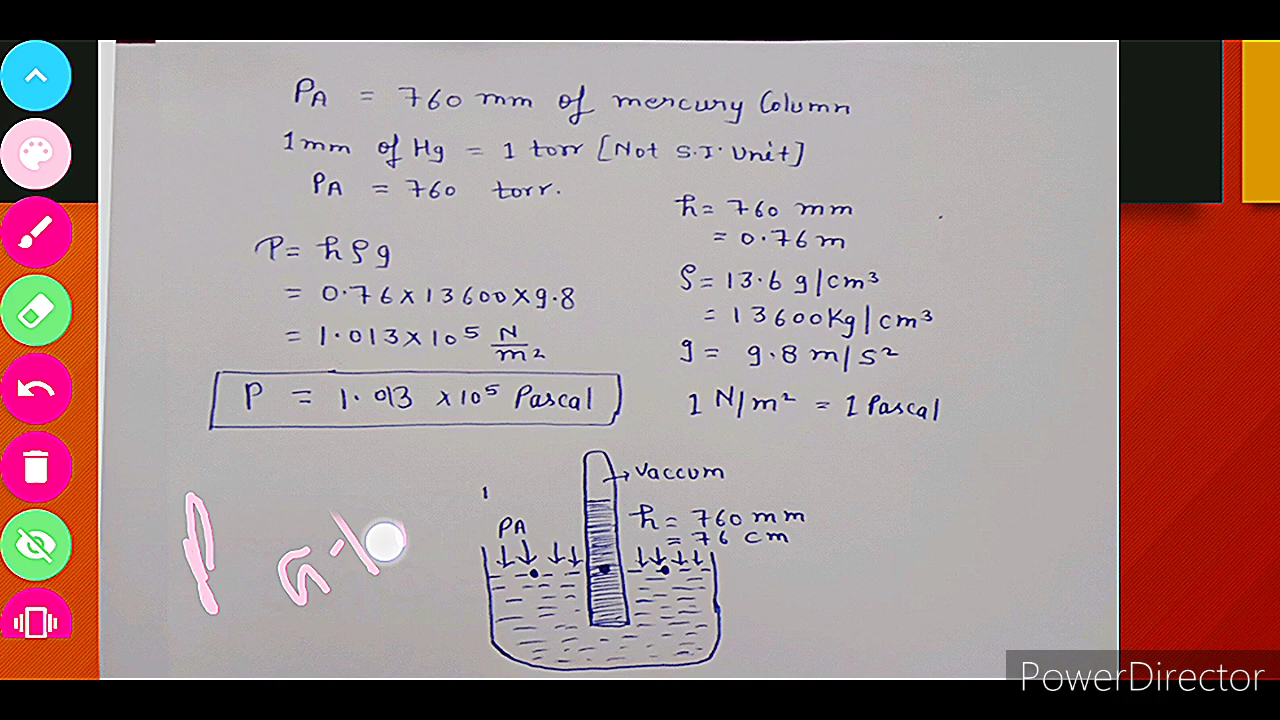 PA = 760 mm of mercury Column
1mm of Hg = 1 torr [Not S.I. Unit]
PA = 760 torr.
h = 760 mm
= 0.76 m
P = hρg
ρ = 13.6 g/cm³
= 0.76 × 13600 × 9.8
= 13600Kg/cm³
= 1.013 × 10⁵ N/m²
g = 9.8 m/s²
P = 1.013 × 10⁵ Pascal
1 N/m² = 1 Pascal
Vaccum
PA
h = 760 mm
= 76 cm
PowerDirector